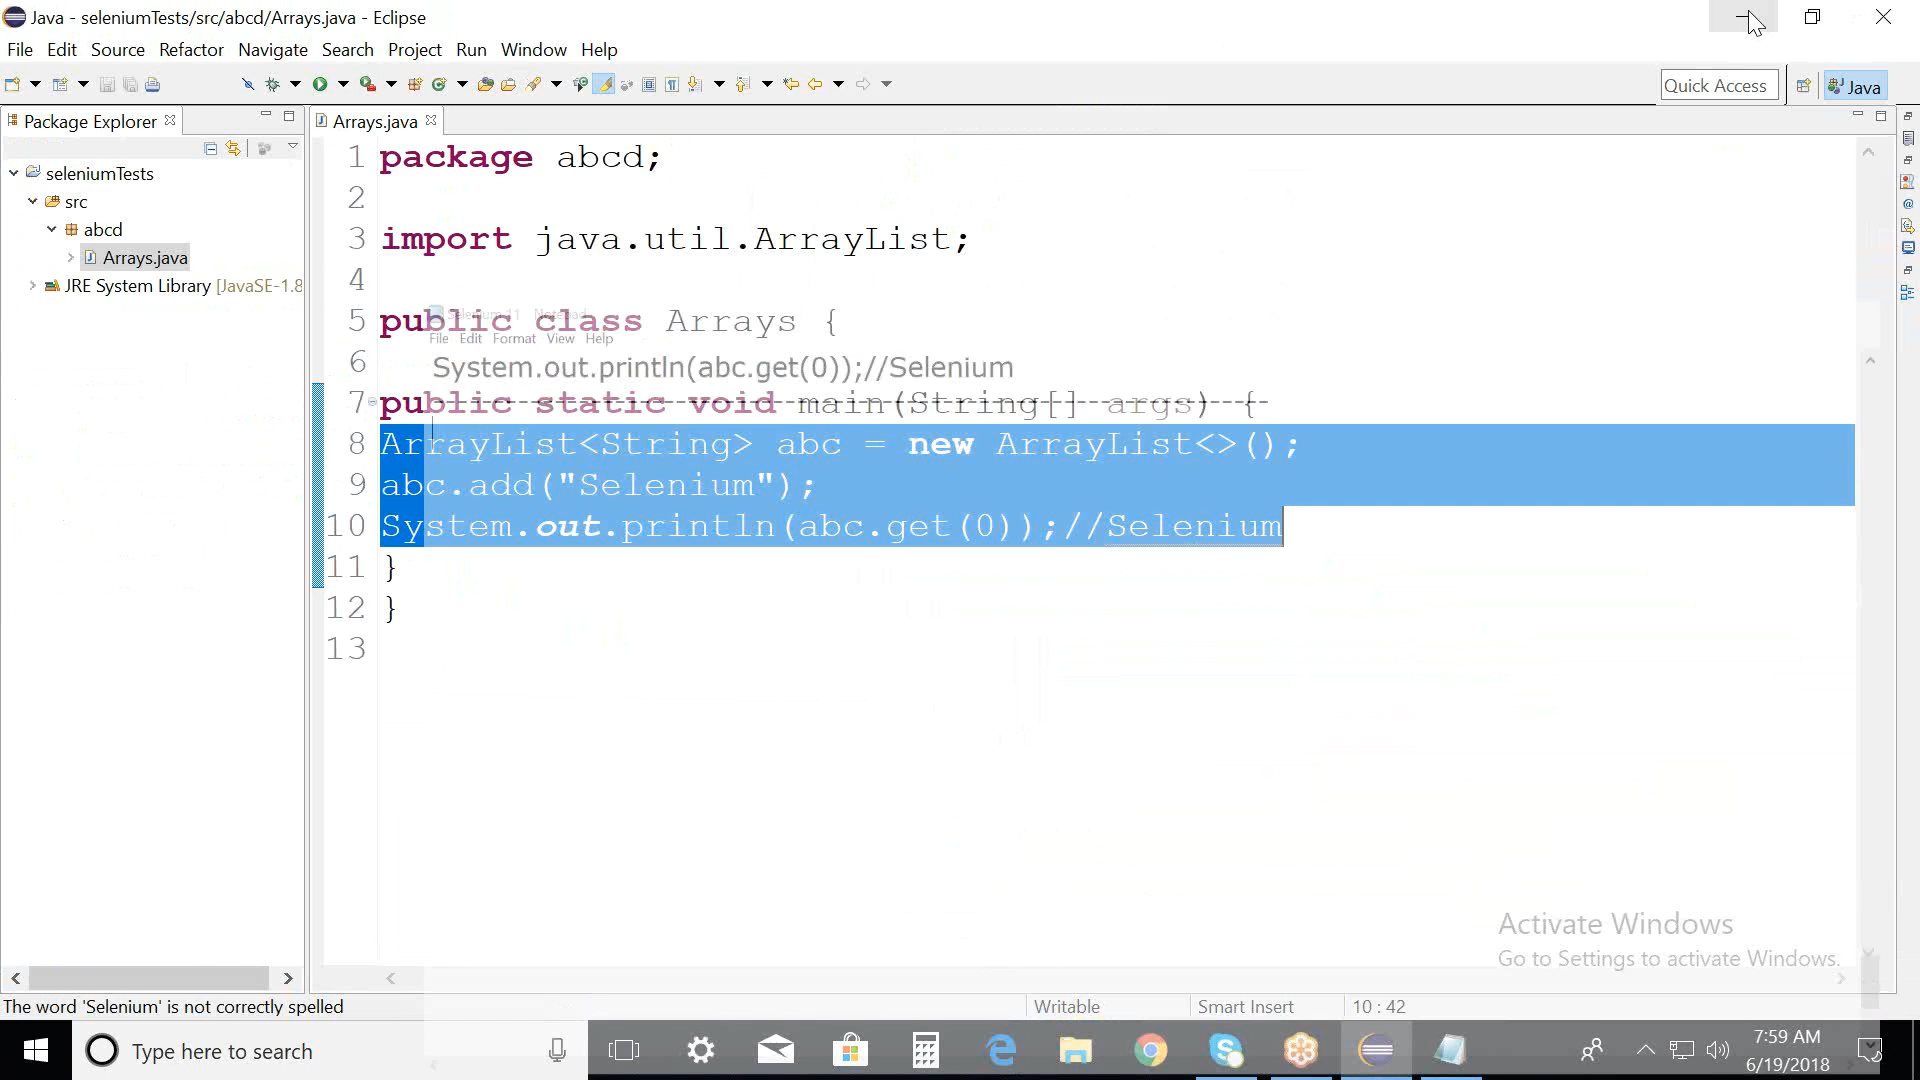 Java - seleniumTests/src/abcd/Arrays.java - Eclipse
File Edit Source Refactor Navigate Search Project Run Window Help
Quick Access
Java
Package Explorer
Arrays.java
seleniumTests
src
abcd
Arrays.java
JRE System Library [JavaSE-1.8
1 package abcd;
2
3 import java.util.ArrayList;
4
5 public class Arrays {
6
7 public static void main(String[] args) {
8 ArrayList<String> abc = new ArrayList<>();
9 abc.add("Selenium");
10 System.out.println(abc.get(0));//Selenium
11 }
12 }
13
Selenium 11 - Notepad
File Edit Format View Help
System.out.println(abc.get(0));//Selenium
Activate Windows
Go to Settings to activate Windows.
The word 'Selenium' is not correctly spelled
Writable
Smart Insert
10 : 42
Type here to search
7:59 AM
6/19/2018